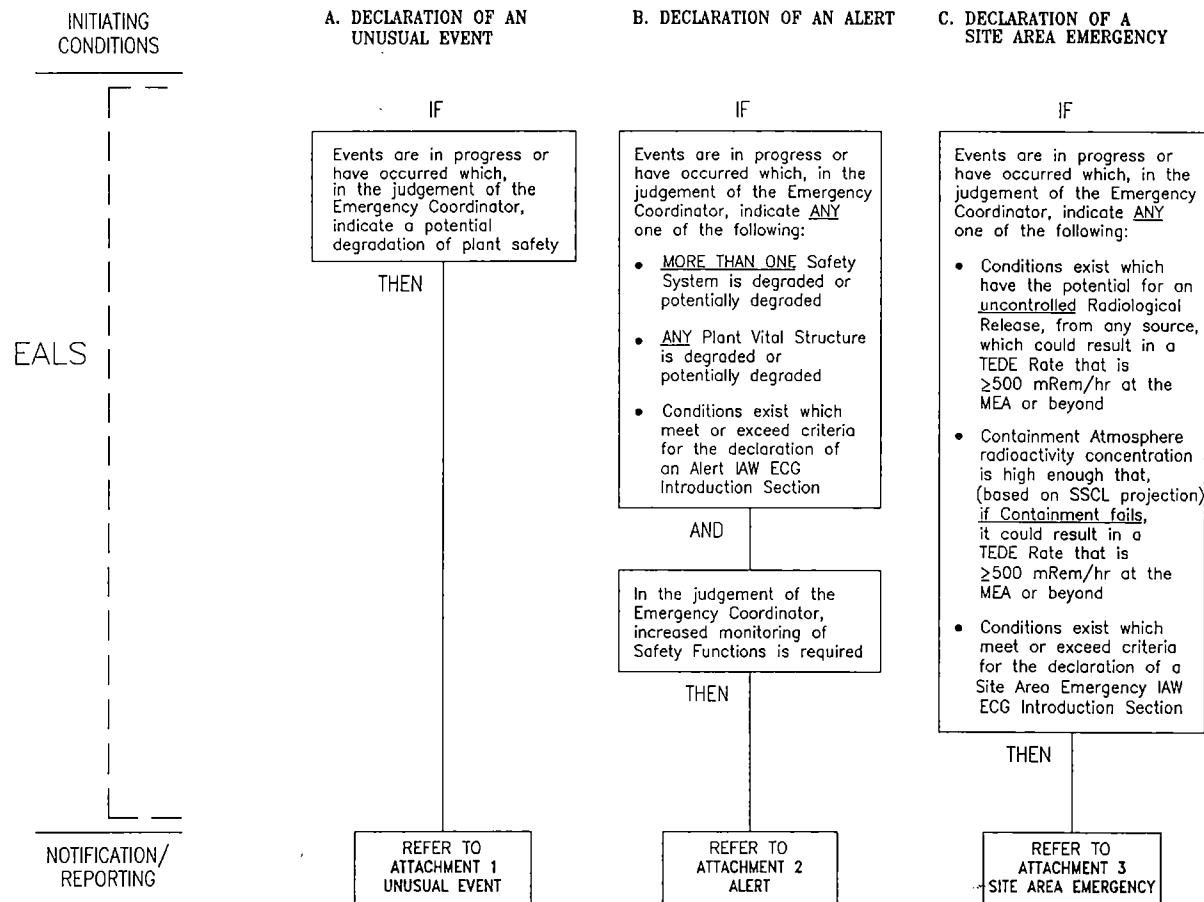 INITIATING
CONDITIONS
A. DECLARATION OF AN
UNUSUAL EVENT
B. DECLARATION OF AN ALERT
C. DECLARATION OF A
SITE AREA EMERGENCY
EALS
IF
Events are in progress or
have occurred which,
in the judgement of the
Emergency Coordinator,
indicate a potential
degradation of plant safety
THEN
REFER TO
ATTACHMENT 1
UNUSUAL EVENT
IF
Events are in progress or
have occurred which, in the
judgement of the Emergency
Coordinator, indicate ANY
one of the following:
• MORE THAN ONE Safety
System is degraded or
potentially degraded
• ANY Plant Vital Structure
is degraded or
potentially degraded
• Conditions exist which
meet or exceed criteria
for the declaration of
an Alert IAW ECG
Introduction Section
AND
In the judgement of the
Emergency Coordinator,
increased monitoring of
Safety Functions is required
THEN
REFER TO
ATTACHMENT 2
ALERT
IF
Events are in progress or
have occurred which, in the
judgement of the Emergency
Coordinator, indicate ANY
one of the following:
• Conditions exist which
have the potential for an
uncontrolled Radiological
Release, from any source,
which could result in a
TEDE Rate that is
≥500 mRem/hr at the
MEA or beyond
• Containment Atmosphere
radioactivity concentration
is high enough that,
(based on SSCL projection)
if Containment fails,
it could result in a
TEDE Rate that is
≥500 mRem/hr at the
MEA or beyond
• Conditions exist which
meet or exceed criteria
for the declaration of a
Site Area Emergency IAW
ECG Introduction Section
THEN
REFER TO
ATTACHMENT 3
SITE AREA EMERGENCY
NOTIFICATION/
REPORTING